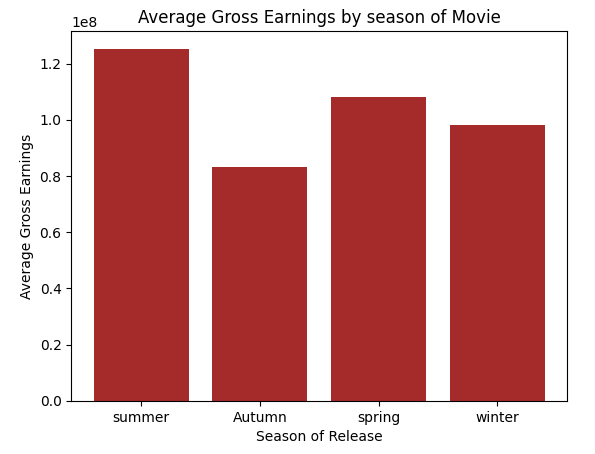 Average Gross Earnings by season of Movie
1e8
1.2
1.0
0.8
0.6
0.4
0.2
0.0
Average Gross Earnings
summer Autumn spring winter
Season of Release